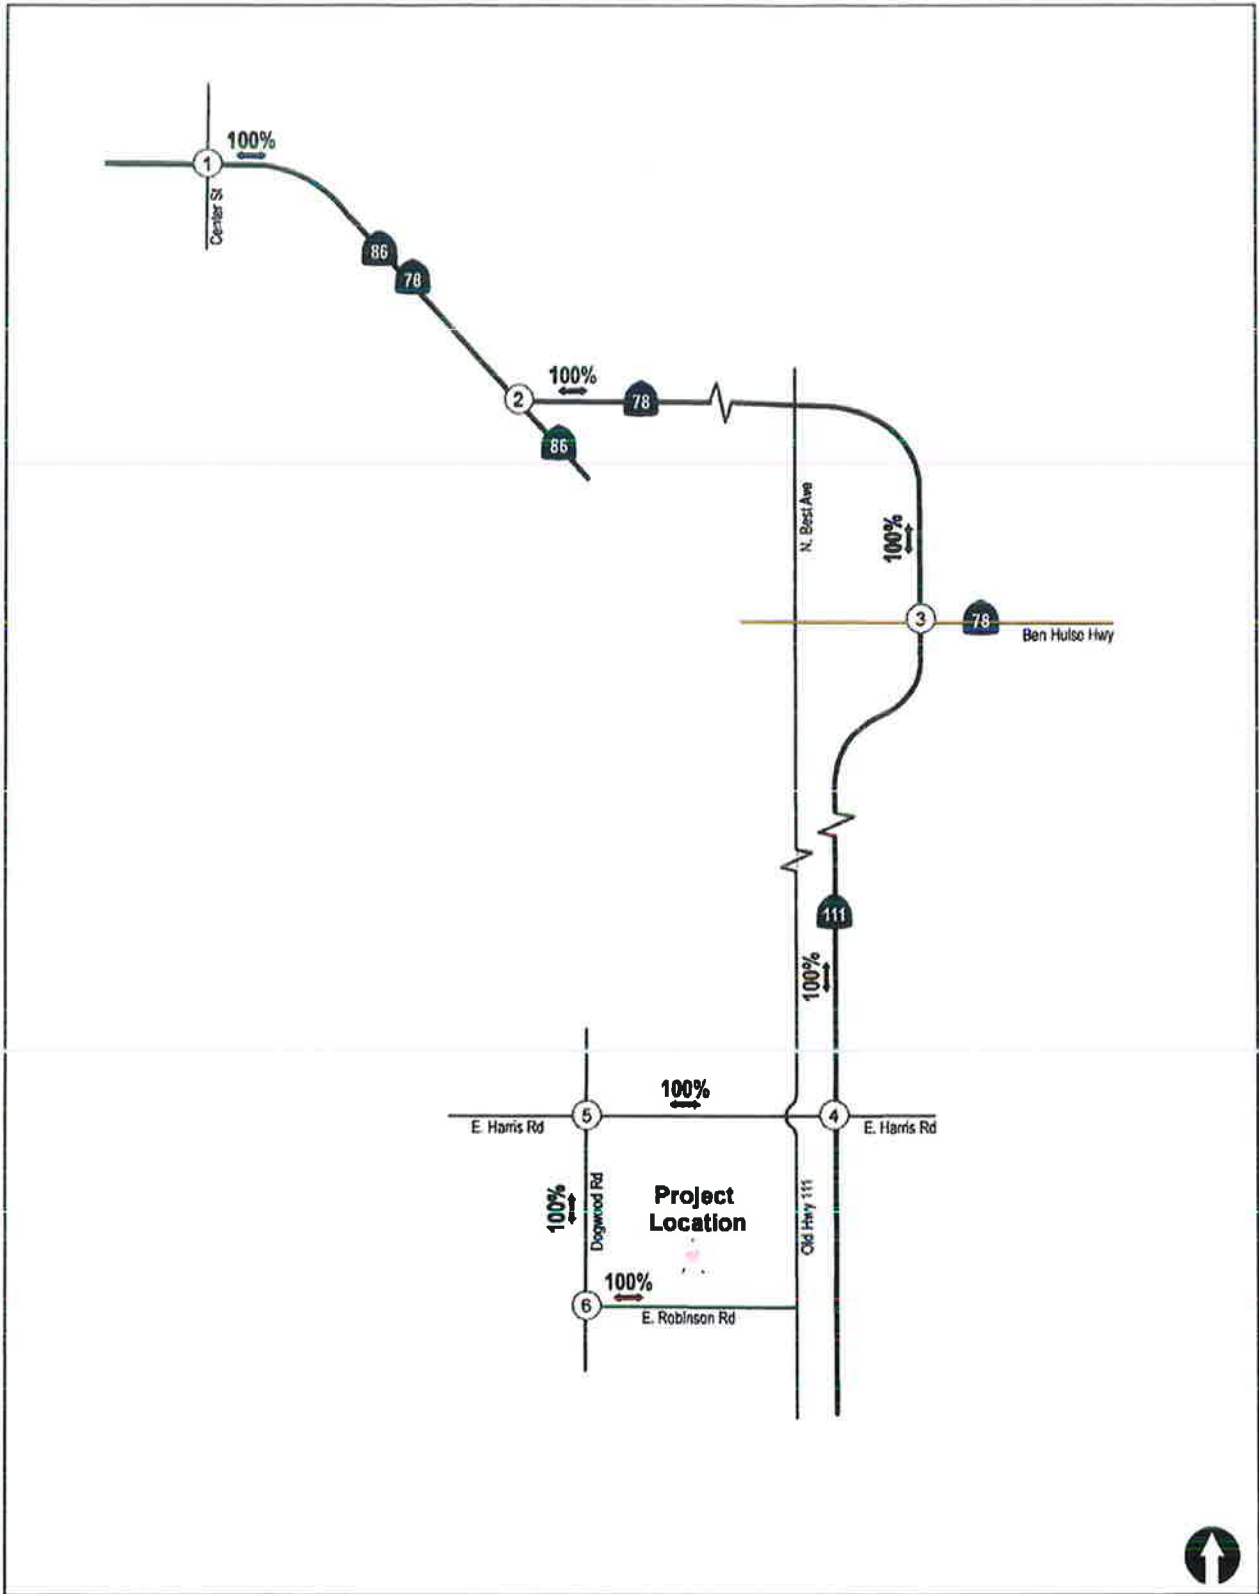 100%
1
Center St
86
78
100%
2
78
86
N. Best Ave
100%
3
78
Ben Hulse Hwy
111
100%
100%
5
4
E. Harris Rd
E. Harris Rd
100%
Dogwood Rd
Project
Location
Old Hwy 111
100%
6
E. Robinson Rd